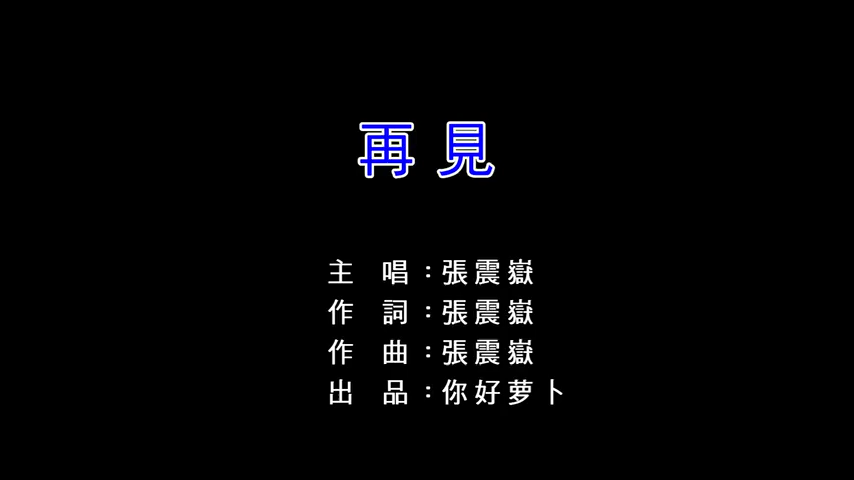 再見
主 唱：張震嶽
作 詞：張震嶽
作 曲：張震嶽
出 品：你好萝卜